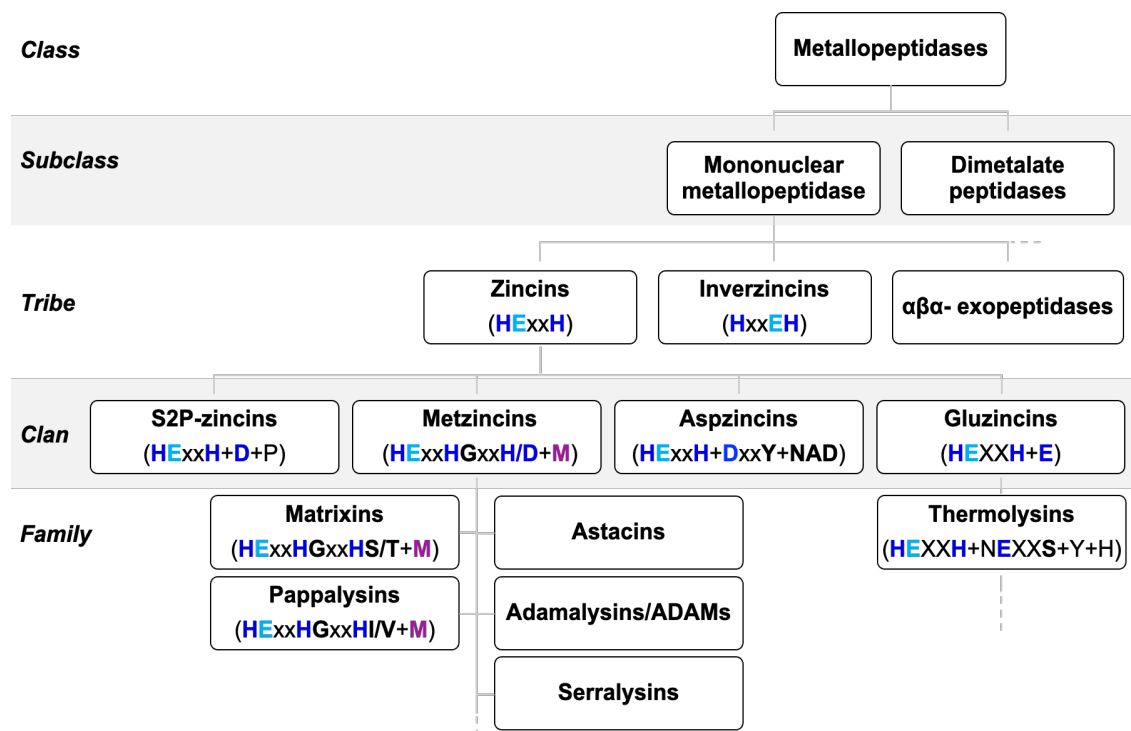 Class
Metallopeptidases
Subclass
Mononuclear
metallopeptidase
Dimetalate
peptidases
Tribe
Zincins
(HExxH)
Inverzincins
(HxxEH)
αβα- exopeptidases
Clan
S2P-zincins
(HExxH+D+P)
Metzincins
(HExxHGxxH/D+M)
Aspzincins
(HExxH+DxxY+NAD)
Gluzincins
(HEXXH+E)
Family
Matrixins
(HExxHGxxHS/T+M)
Astacins
Thermolysins
(HEXXH+NEXXS+Y+H)
Pappalysins
(HExxHGxxHI/V+M)
Adamalysins/ADAMs
Serralysins